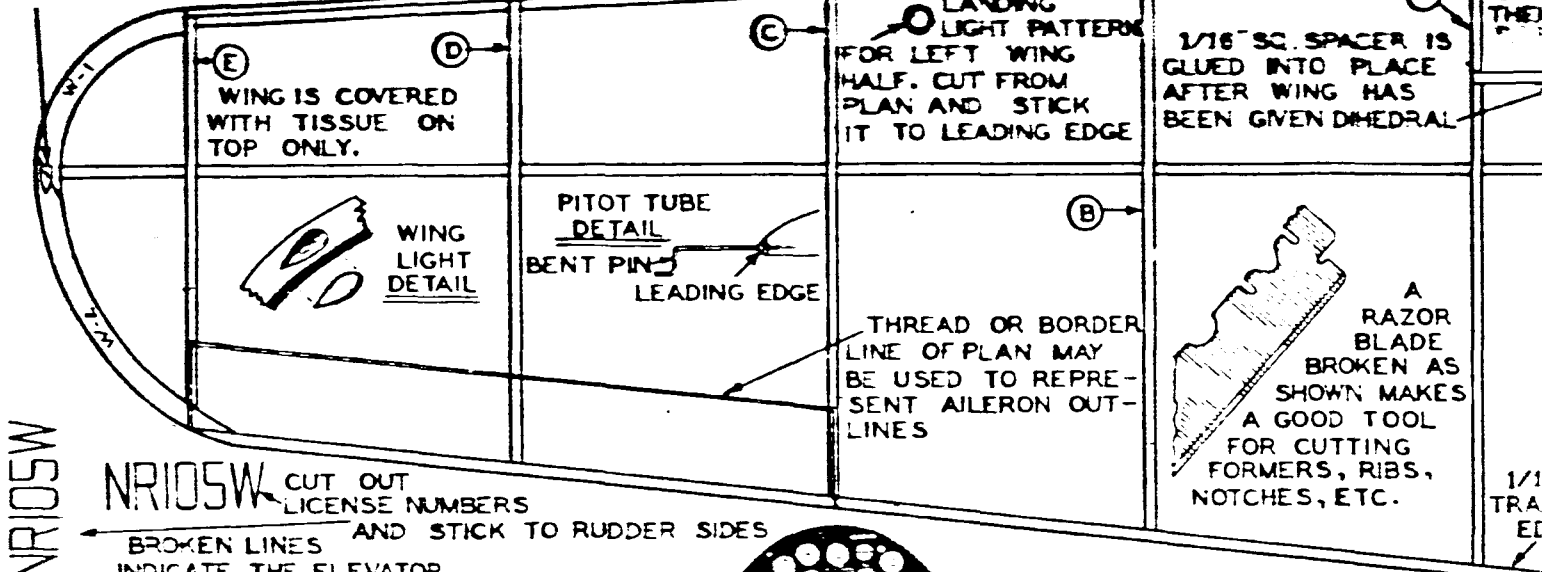 W-1
E
WING IS COVERED
WITH TISSUE ON
TOP ONLY.
D
C
LANDING
LIGHT PATTERN
FOR LEFT WING
HALF. CUT FROM
PLAN AND STICK
IT TO LEADING EDGE
1/16" SQ. SPACER IS
GLUED INTO PLACE
AFTER WING HAS
BEEN GIVEN DIHEDRAL
WING
LIGHT
DETAIL
PITOT TUBE
DETAIL
BENT PIN
LEADING EDGE
B
THREAD OR BORDER
LINE OF PLAN MAY
BE USED TO REPRE-
SENT AILERON OUT-
LINES
A
RAZOR
BLADE
BROKEN AS
SHOWN MAKES
A GOOD TOOL
FOR CUTTING
FORMERS, RIBS,
NOTCHES, ETC.
NR105W
NR105W
CUT OUT
LICENSE NUMBERS
AND STICK TO RUDDER SIDES
BROKEN LINES
INDICATE THE ELEVATOR